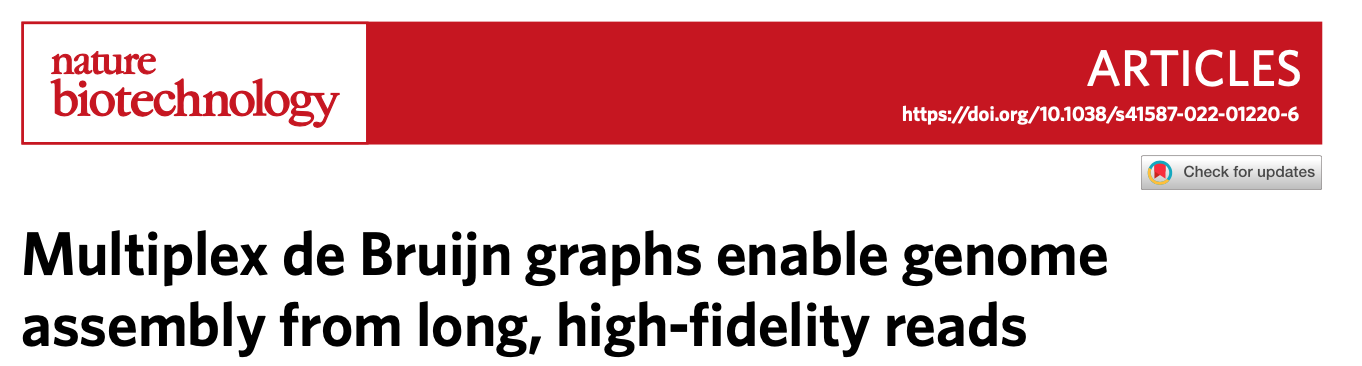 nature
biotechnology
ARTICLES
https://doi.org/10.1038/s41587-022-01220-6
Check for updates
Multiplex de Bruijn graphs enable genome
assembly from long, high-fidelity reads